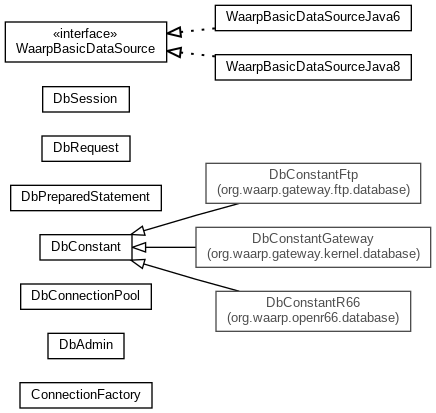 «interface»
WaarpBasicDataSource
WaarpBasicDataSourceJava6
WaarpBasicDataSourceJava8
DbSession
DbRequest
DbPreparedStatement
DbConstantFtp
(org.waarp.gateway.ftp.database)
DbConstant
DbConstantGateway
(org.waarp.gateway.kernel.database)
DbConnectionPool
DbConstantR66
(org.waarp.openr66.database)
DbAdmin
ConnectionFactory